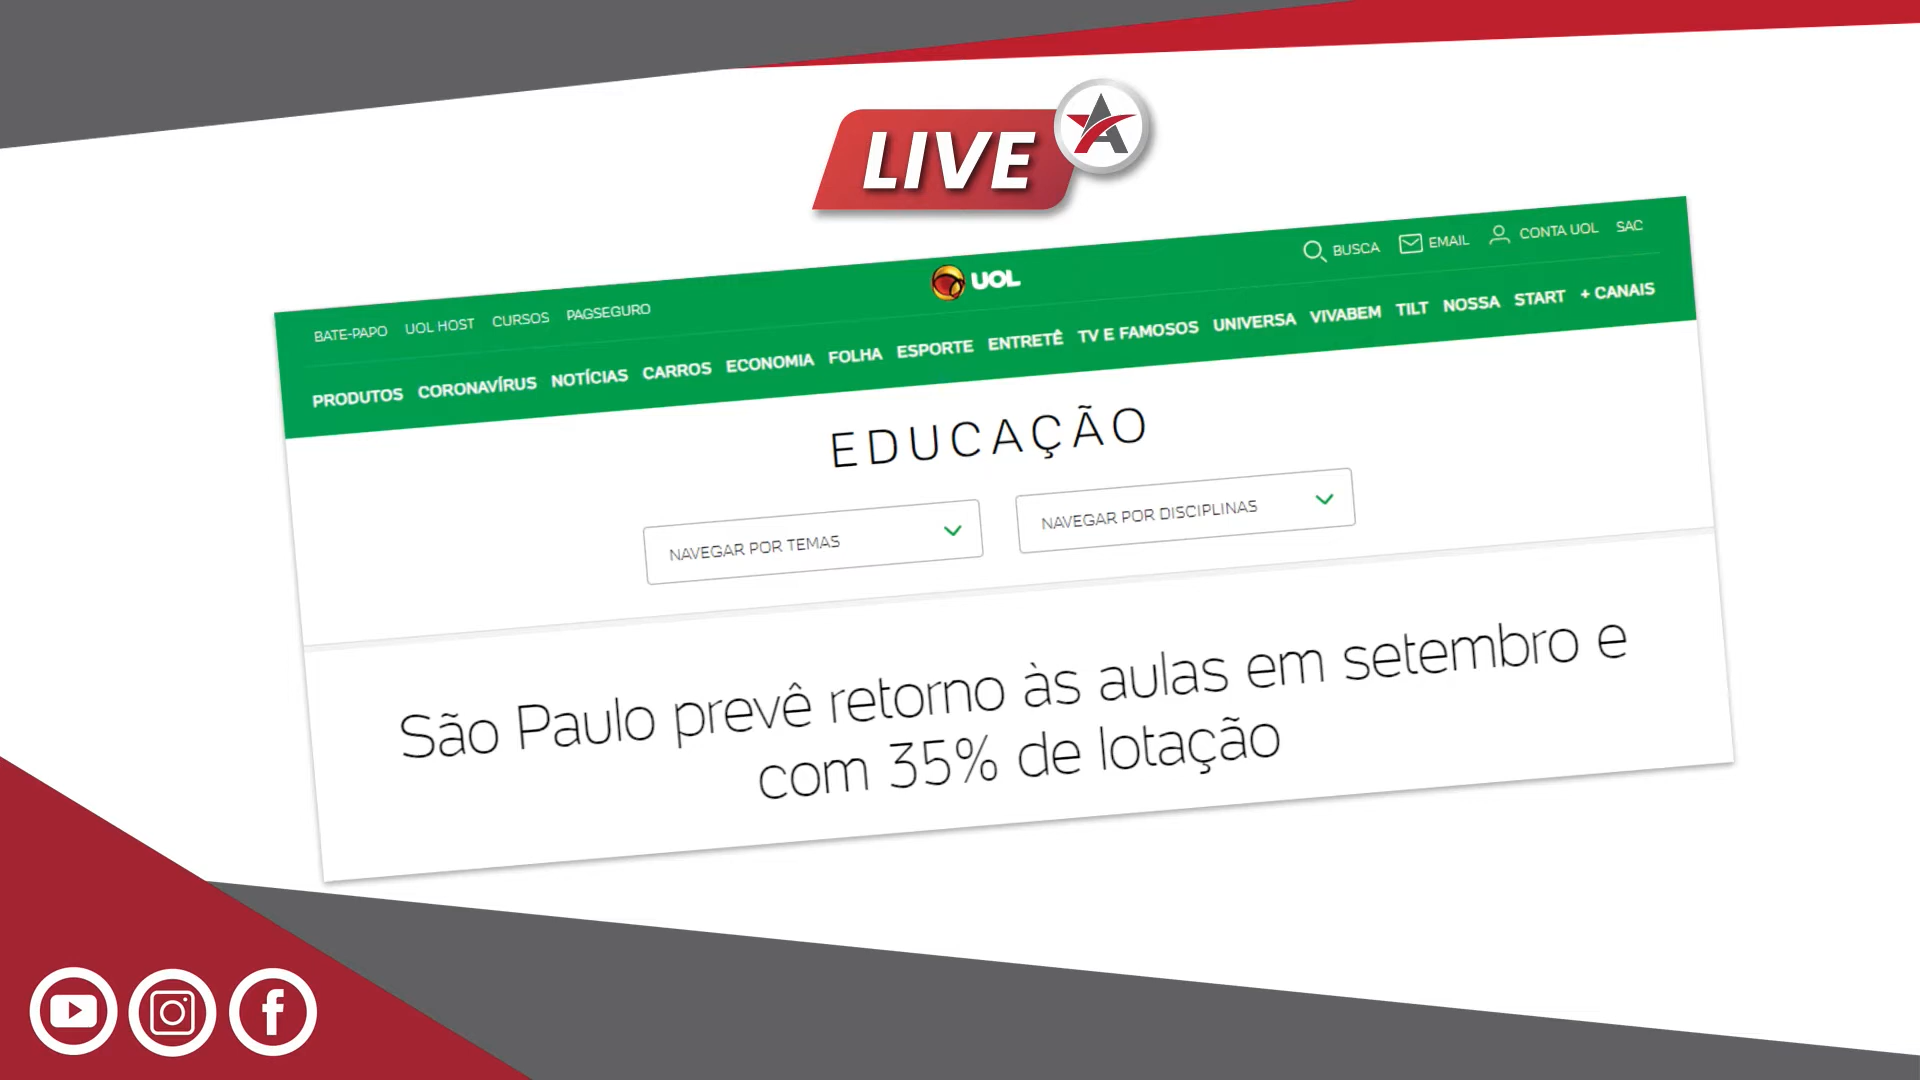 LIVE
UOL
BATE-PAPO UOL HOST CURSOS PAGSEGURO
BUSCA EMAIL CONTA UOL SAC
PRODUTOS CORONAVÍRUS NOTÍCIAS CARROS ECONOMIA FOLHA ESPORTE ENTRETÊ TV E FAMOSOS UNIVERSA VIVABEM TILT NOSSA START + CANAIS
EDUCAÇÃO
NAVEGAR POR TEMAS
NAVEGAR POR DISCIPLINAS
São Paulo prevê retorno às aulas em setembro e
com 35% de lotação